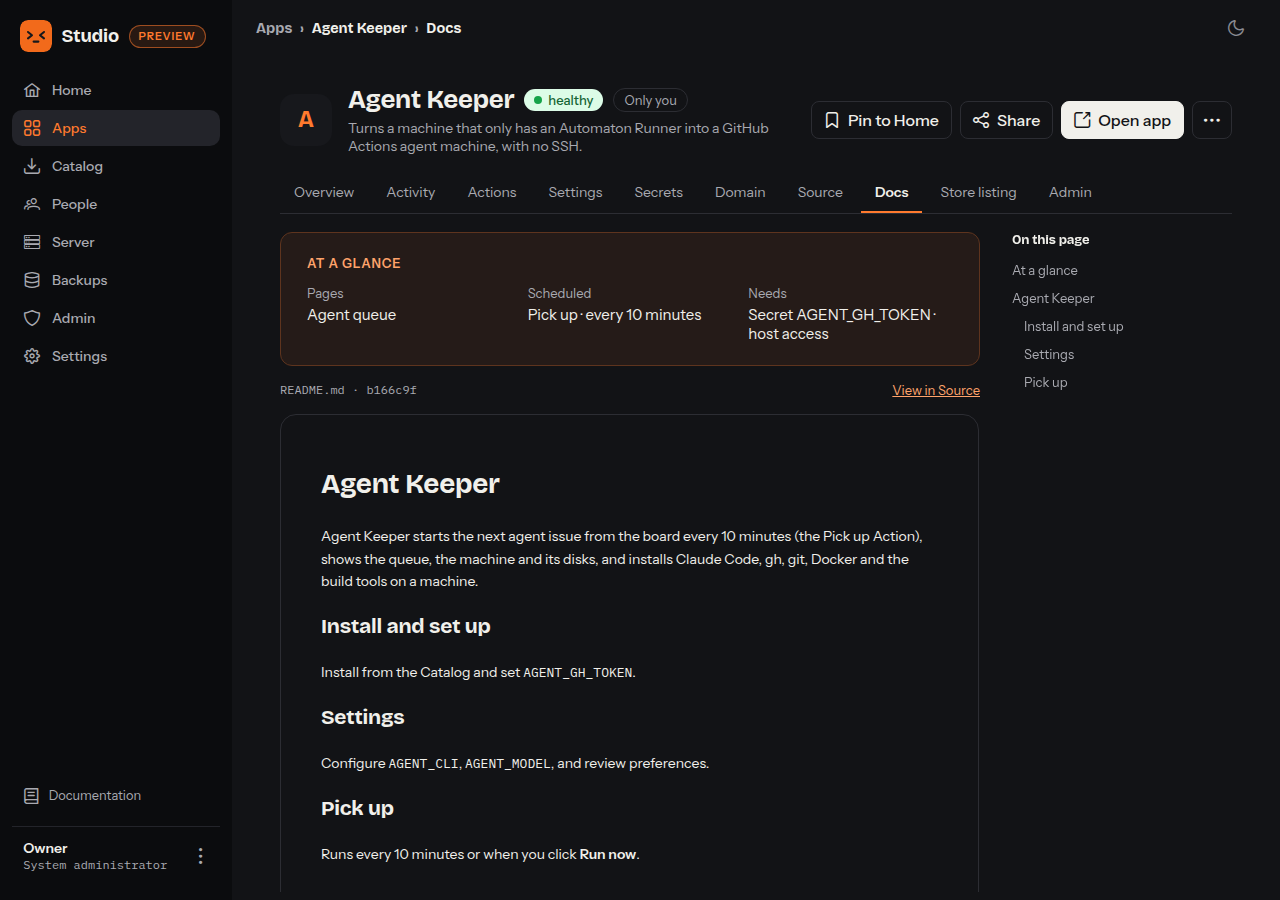 Studio PREVIEW
Home
Apps
Catalog
People
Server
Backups
Admin
Settings
Documentation
Owner
System administrator
Apps › Agent Keeper › Docs
A
Agent Keeper healthy Only you
Turns a machine that only has an Automaton Runner into a GitHub
Actions agent machine, with no SSH.
Pin to Home Share Open app
Overview Activity Actions Settings Secrets Domain Source Docs Store listing Admin
AT A GLANCE
Pages
Agent queue
Scheduled
Pick up · every 10 minutes
Needs
Secret AGENT_GH_TOKEN ·
host access
README.md · b166c9f
View in Source
Agent Keeper
Agent Keeper starts the next agent issue from the board every 10 minutes (the Pick up Action),
shows the queue, the machine and its disks, and installs Claude Code, gh, git, Docker and the
build tools on a machine.
Install and set up
Install from the Catalog and set AGENT_GH_TOKEN.
Settings
Configure AGENT_CLI, AGENT_MODEL, and review preferences.
Pick up
Runs every 10 minutes or when you click Run now.
On this page
At a glance
Agent Keeper
Install and set up
Settings
Pick up